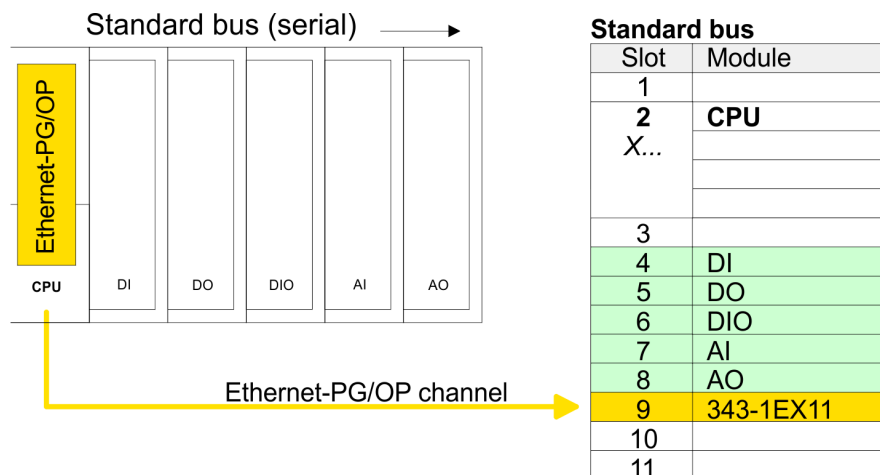 Standard bus (serial)
Ethernet-PG/OP
CPU
DI
DO
DIO
AI
AO
Ethernet-PG/OP channel
Standard bus
Slot Module
1
2 CPU
X...
3
4 DI
5 DO
6 DIO
7 AI
8 AO
9 343-1EX11
10
11